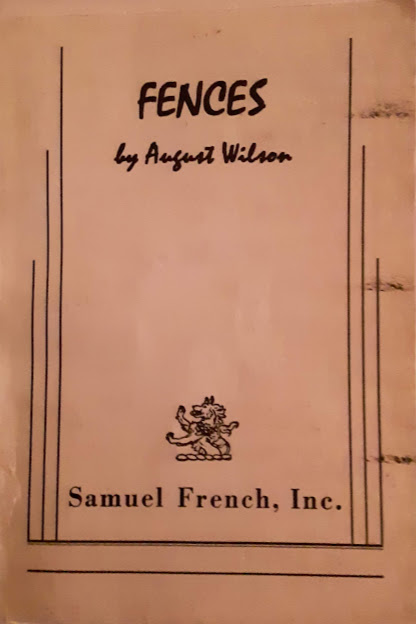 FENCES
by August Wilson
Samuel French, Inc.